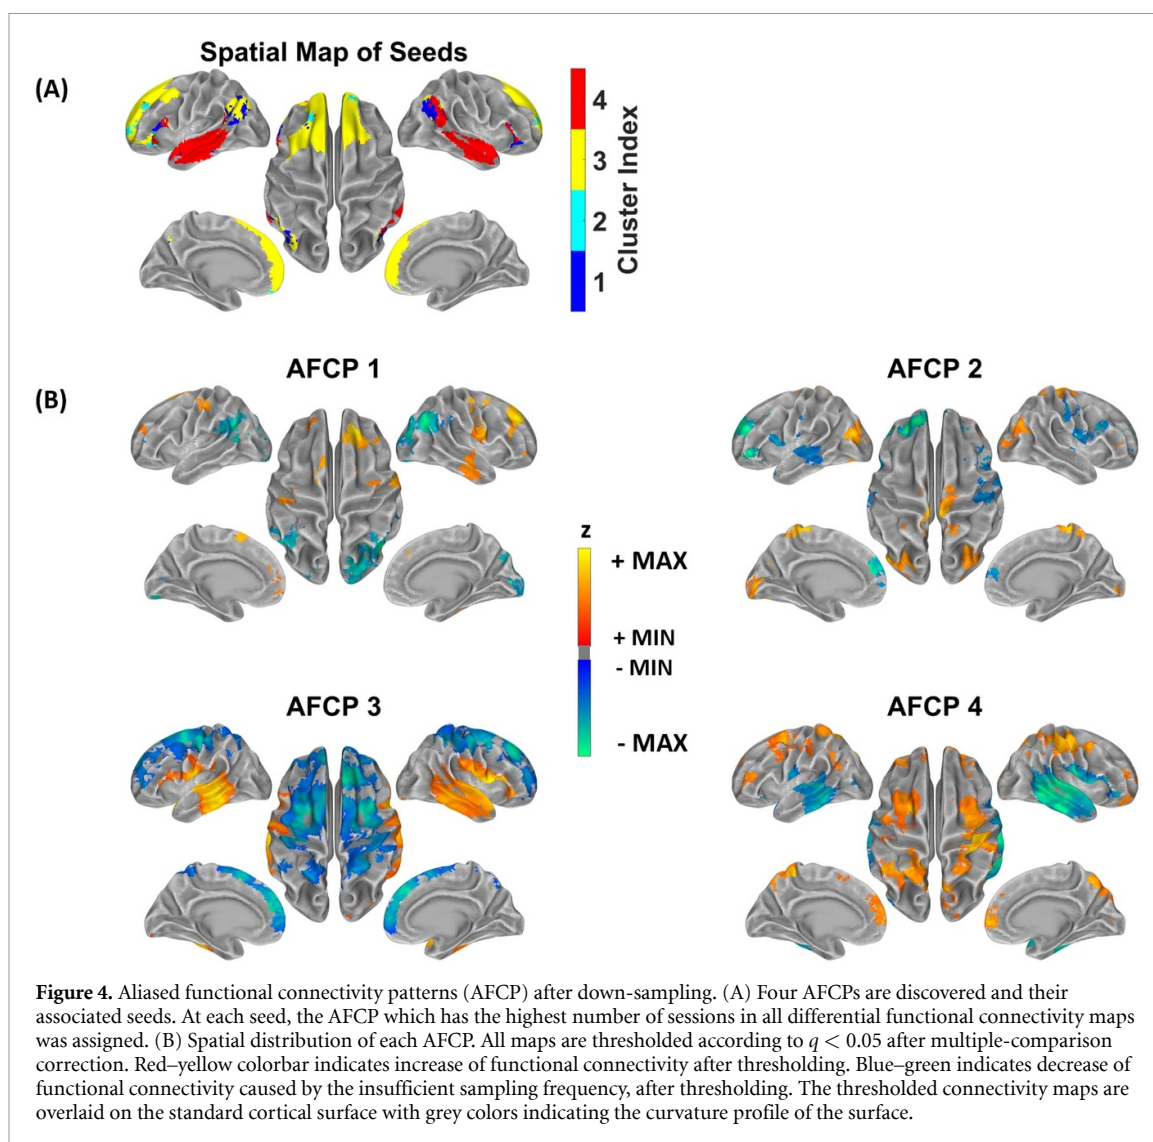 Spatial Map of Seeds
(A)
4
3
2
1
Cluster Index
AFCP 1
AFCP 2
(B)
z
+ MAX
+ MIN
- MIN
- MAX
AFCP 3
AFCP 4
Figure 4. Aliased functional connectivity patterns (AFCP) after down-sampling. (A) Four AFCPs are discovered and their
associated seeds. At each seed, the AFCP which has the highest number of sessions in all differential functional connectivity maps
was assigned. (B) Spatial distribution of each AFCP. All maps are thresholded according to q < 0.05 after multiple-comparison
correction. Red–yellow colorbar indicates increase of functional connectivity after thresholding. Blue–green indicates decrease of
functional connectivity caused by the insufficient sampling frequency, after thresholding. The thresholded connectivity maps are
overlaid on the standard cortical surface with grey colors indicating the curvature profile of the surface.